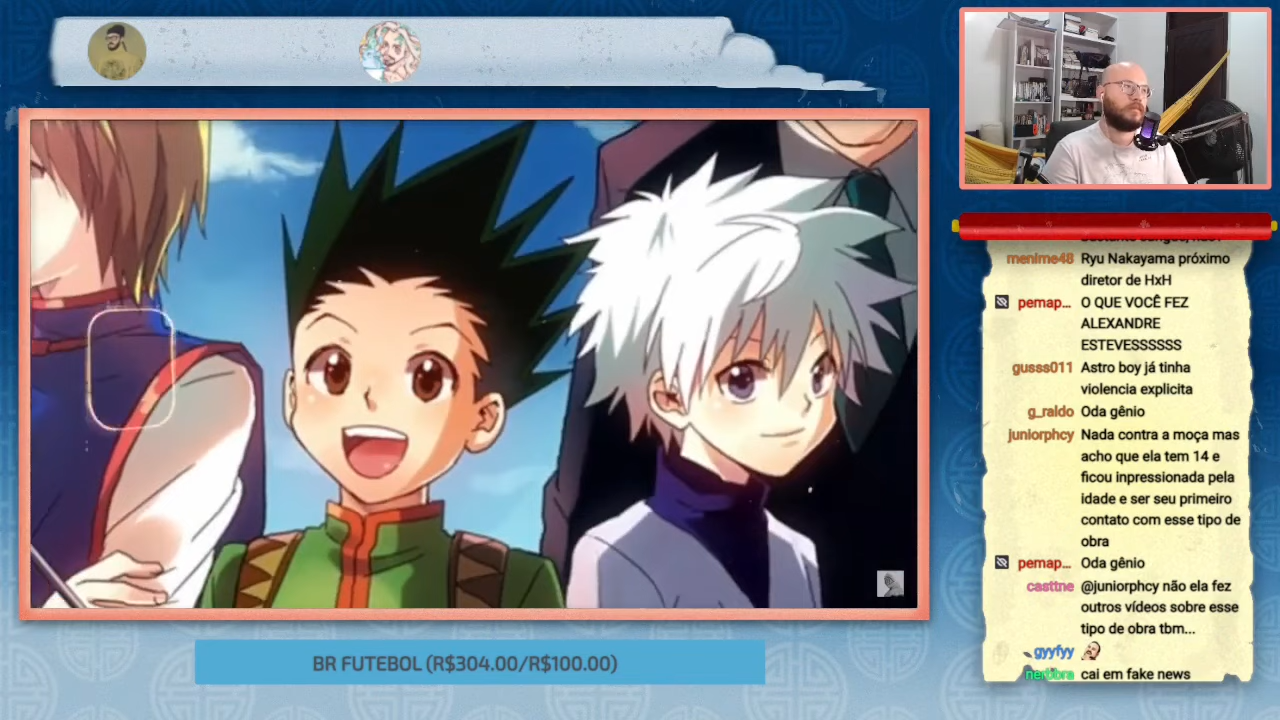 menime48 Ryu Nakayama próximo
diretor de HxH
pemap... O QUE VOCÊ FEZ
ALEXANDRE
ESTEVESSSSSS
gusss011 Astro boy já tinha
violencia explicita
g_raldo Oda gênio
juniorphcy Nada contra a moça mas
acho que ela tem 14 e
ficou inpressionada pela
idade e ser seu primeiro
contato com esse tipo de
obra
pemap... Oda gênio
casttne @juniorphcy não ela fez
outros vídeos sobre esse
tipo de obra tbm...
gyyfyy
cai em fake news
BR FUTEBOL (R$304.00/R$100.00)